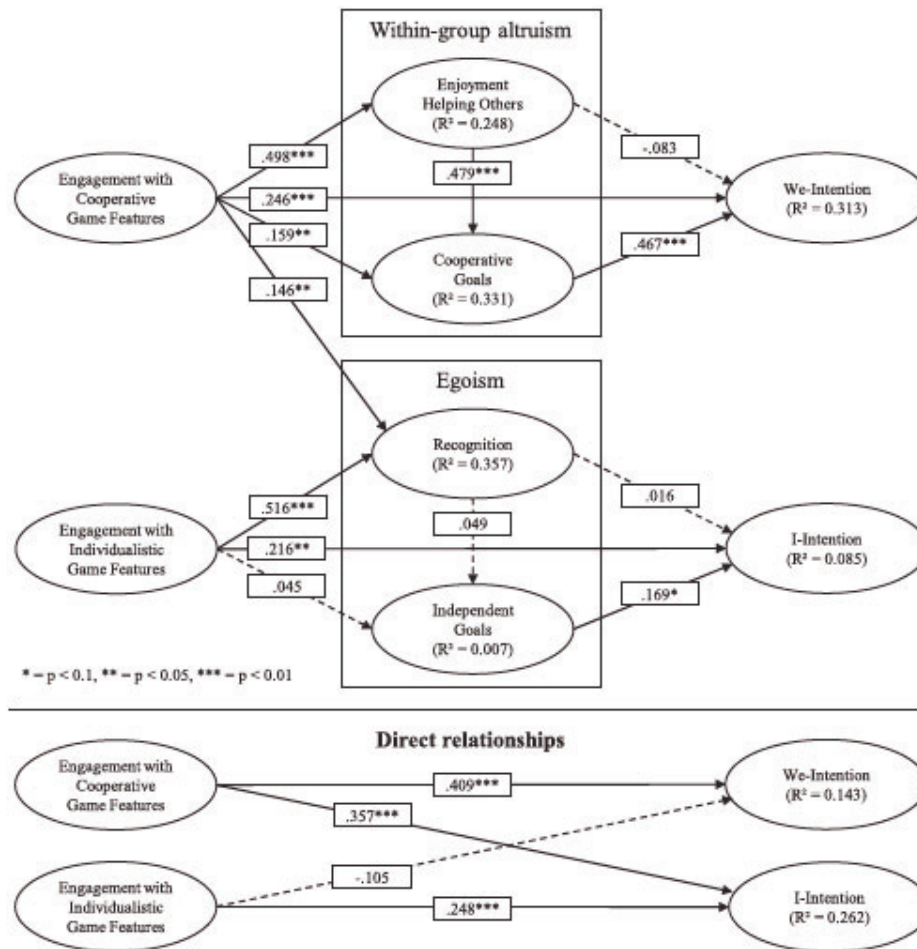 Within-group altruism
Enjoyment
Helping Others
(R² = 0.248)
.498***
-.083
.479***
Engagement with
Cooperative
Game Features
.246***
We-Intention
(R² = 0.313)
.159**
.467***
Cooperative
Goals
(R² = 0.331)
.146**
Egoism
Recognition
(R² = 0.357)
.516***
.016
.049
Engagement with
Individualistic
Game Features
.216**
I-Intention
(R² = 0.085)
.045
.169*
Independent
Goals
(R² = 0.007)
* = p < 0.1, ** = p < 0.05, *** = p < 0.01
Direct relationships
Engagement with
Cooperative
Game Features
.409***
We-Intention
(R² = 0.143)
.357***
-.105
Engagement with
Individualistic
Game Features
.248***
I-Intention
(R² = 0.262)